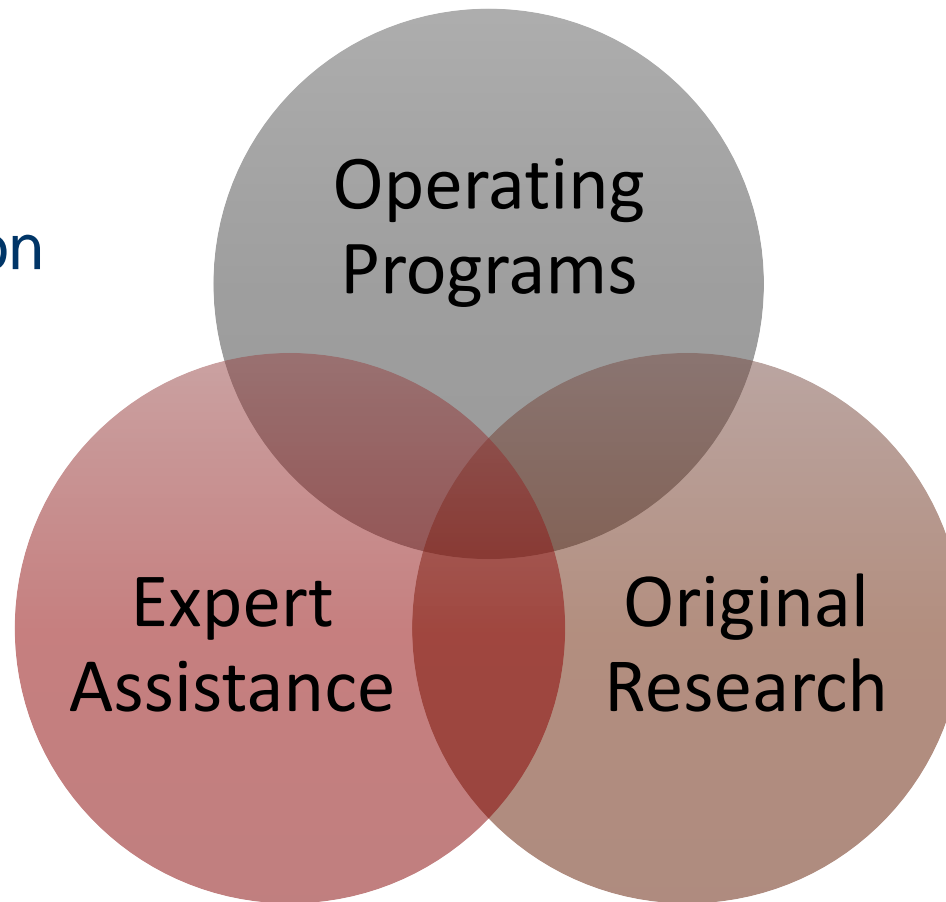 Operating
Programs
on
Expert
Assistance
Original
Research